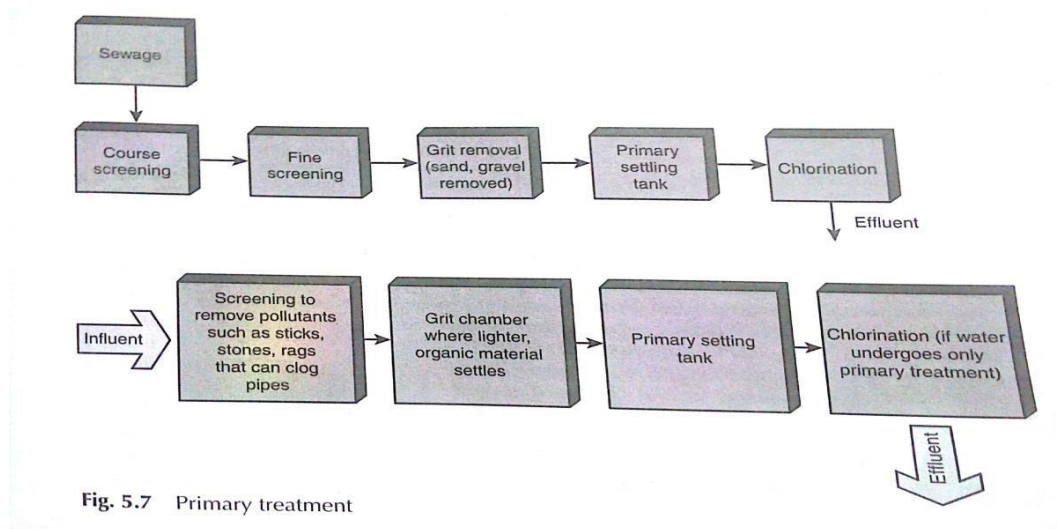 Sewage
Course
screening
Fine
screening
Grit removal
(sand, gravel
removed)
Primary
settling
tank
Chlorination
Effluent
Influent
Screening to
remove pollutants
such as sticks,
stones, rags
that can clog
pipes
Grit chamber
where lighter,
organic material
settles
Primary setting
tank
Chlorination (if water
undergoes only
primary treatment)
Effluent
Fig. 5.7 Primary treatment